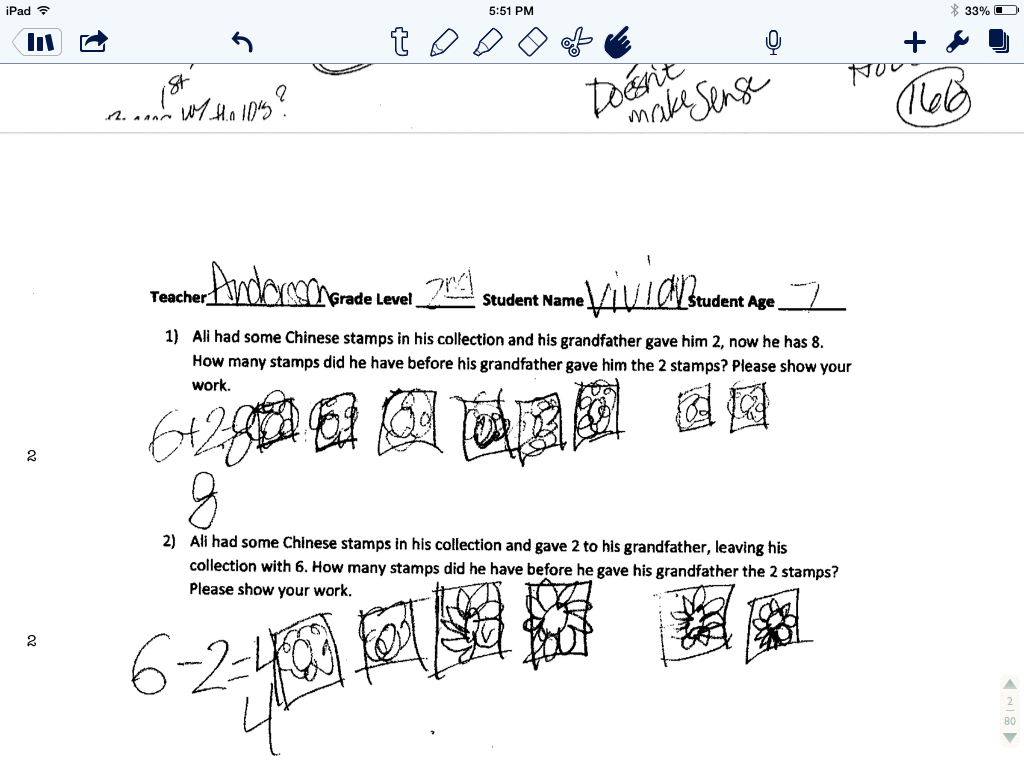 iPad 5:51 PM 33%
1st Doesn't
w/ the 10's? make Sense 166
Teacher Anderson Grade Level 2nd Student Name Vivian Student Age 7
1) Ali had some Chinese stamps in his collection and his grandfather gave him 2, now he has 8.
How many stamps did he have before his grandfather gave him the 2 stamps? Please show your
work.
6+2 8
2
8
2) Ali had some Chinese stamps in his collection and gave 2 to his grandfather, leaving his
collection with 6. How many stamps did he have before he gave his grandfather the 2 stamps?
Please show your work.
2
6-2=4
4
2
80